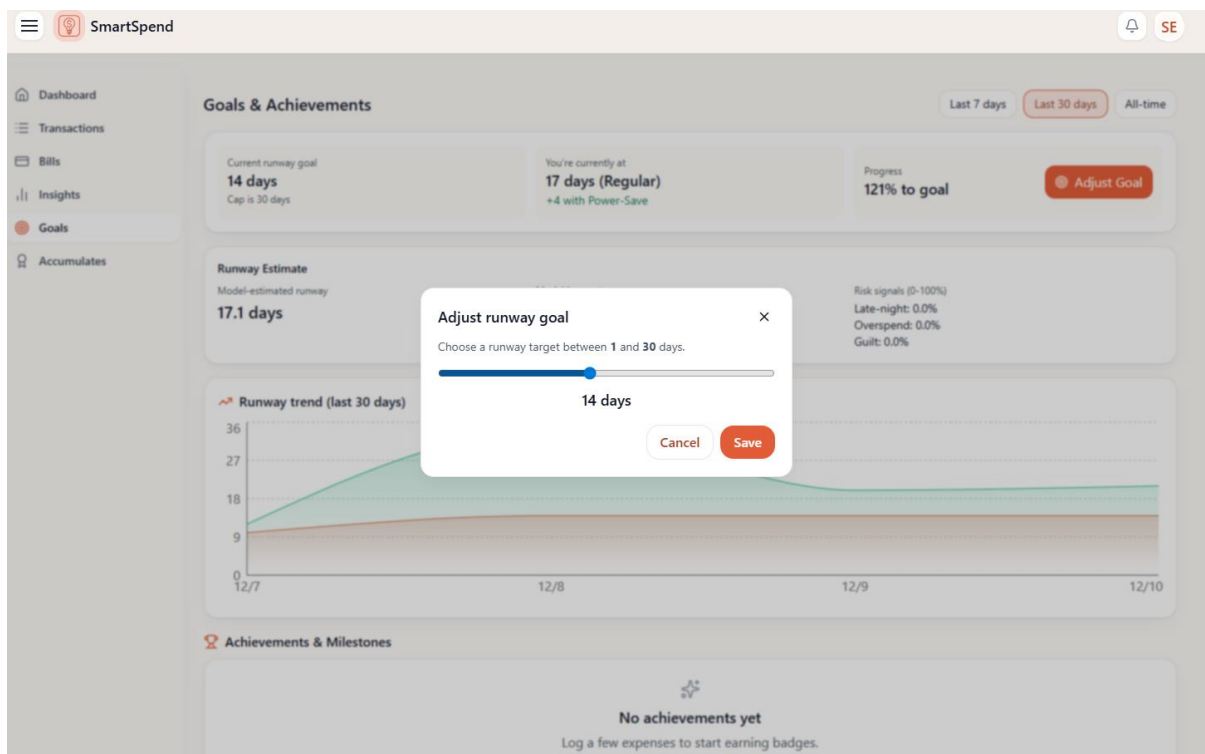 SmartSpend
SE
Dashboard
Transactions
Bills
Insights
Goals
Accumulates
Goals & Achievements
Last 7 days
Last 30 days
All-time
Current runway goal
14 days
Cap is 30 days
You're currently at
17 days (Regular)
+4 with Power-Save
Progress
121% to goal
Adjust Goal
Runway Estimate
Model-estimated runway
17.1 days
Risk signals (0-100%)
Late-night: 0.0%
Overspend: 0.0%
Guilt: 0.0%
Adjust runway goal
Choose a runway target between 1 and 30 days.
14 days
Cancel
Save
Runway trend (last 30 days)
36
27
18
9
0
12/7
12/8
12/9
12/10
Achievements & Milestones
No achievements yet
Log a few expenses to start earning badges.